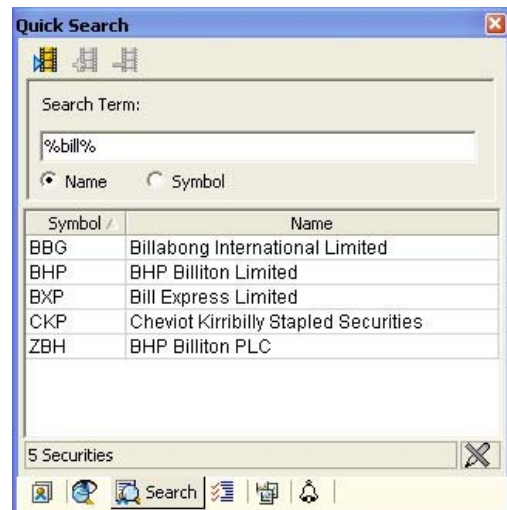 Quick Search
Search Term:
%bill%
Name Symbol
Symbol Name
BBG Billabong International Limited
BHP BHP Billiton Limited
BXP Bill Express Limited
CKP Cheviot Kirribilly Stapled Securities
ZBH BHP Billiton PLC
5 Securities
Search